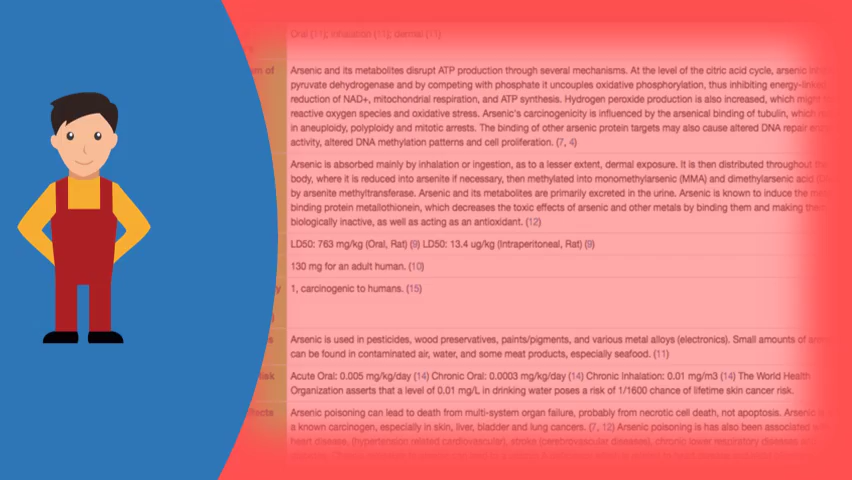 Oral (11); inhalation (11); dermal (11)
of
Arsenic and its metabolites disrupt ATP production through several mechanisms. At the level of the citric acid cycle, arsenic
pyruvate dehydrogenase and by competing with phosphate it uncouples oxidative phosphorylation, thus inhibiting energy-linked
reduction of NAD+, mitochondrial respiration, and ATP synthesis. Hydrogen peroxide production is also increased, which might
reactive oxygen species and oxidative stress. Arsenic's carcinogenicity is influenced by the arsenical binding of tubulin, which
in aneuploidy, polyploidy and mitotic arrests. The binding of other arsenic protein targets may also cause altered DNA repair
activity, altered DNA methylation patterns and cell proliferation. (7, 4)
Arsenic is absorbed mainly by inhalation or ingestion, as to a lesser extent, dermal exposure. It is then distributed throughout
body, where it is reduced into arsenite if necessary, then methylated into monomethylarsenic (MMA) and dimethylarsenic acid
by arsenite methyltransferase. Arsenic and its metabolites are primarily excreted in the urine. Arsenic is known to induce the
binding protein metallothionein, which decreases the toxic effects of arsenic and other metals by binding them and making
biologically inactive, as well as acting as an antioxidant. (12)
LD50: 763 mg/kg (Oral, Rat) (9) LD50: 13.4 ug/kg (Intraperitoneal, Rat) (9)
130 mg for an adult human. (10)
y 1, carcinogenic to humans. (15)
)
s Arsenic is used in pesticides, wood preservatives, paints/pigments, and various metal alloys (electronics). Small amounts of
can be found in contaminated air, water, and some meat products, especially seafood. (11)
isk Acute Oral: 0.005 mg/kg/day (14) Chronic Oral: 0.0003 mg/kg/day (14) Chronic Inhalation: 0.01 mg/m3 (14) The World Health
Organization asserts that a level of 0.01 mg/L in drinking water poses a risk of 1/1600 chance of lifetime skin cancer risk.
fects Arsenic poisoning can lead to death from multi-system organ failure, probably from necrotic cell death, not apoptosis. Arsenic
a known carcinogen, especially in skin, liver, bladder and lung cancers. (7, 12) Arsenic poisoning is has also been associated
heart disease, (hypertension related cardiovascular), stroke (cerebrovascular diseases), chronic lower respiratory diseases